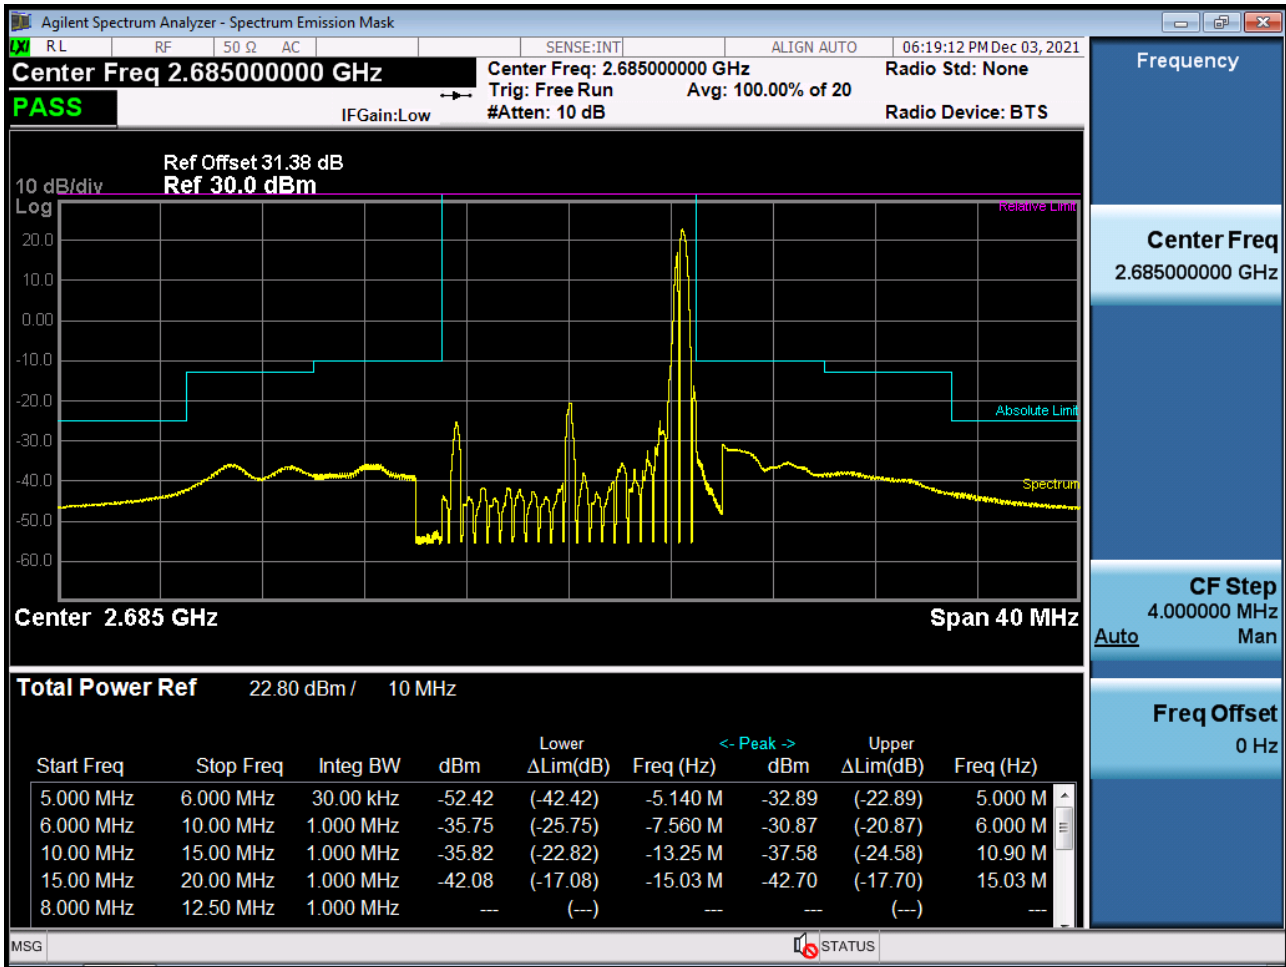 Agilent Spectrum Analyzer - Spectrum Emission Mask
LXI RL RF 50 Ω AC SENSE:INT ALIGN AUTO 06:19:12 PM Dec 03, 2021
Center Freq 2.685000000 GHz
PASS
IFGain:Low
Center Freq: 2.685000000 GHz
Trig: Free Run Avg: 100.00% of 20
#Atten: 10 dB
Radio Std: None
Radio Device: BTS
Ref Offset 31.38 dB
10 dB/div Ref 30.0 dBm
Log
Relative Limit
20.0
10.0
0.00
-10.0
-20.0
Absolute Limit
-30.0
-40.0
Spectrum
-50.0
-60.0
Center 2.685 GHz Span 40 MHz
Total Power Ref 22.80 dBm / 10 MHz
Lower <- Peak -> Upper
Start Freq Stop Freq Integ BW dBm ΔLim(dB) Freq (Hz) dBm ΔLim(dB) Freq (Hz)
5.000 MHz 6.000 MHz 30.00 kHz -52.42 (-42.42) -5.140 M -32.89 (-22.89) 5.000 M
6.000 MHz 10.00 MHz 1.000 MHz -35.75 (-25.75) -7.560 M -30.87 (-20.87) 6.000 M
10.00 MHz 15.00 MHz 1.000 MHz -35.82 (-22.82) -13.25 M -37.58 (-24.58) 10.90 M
15.00 MHz 20.00 MHz 1.000 MHz -42.08 (-17.08) -15.03 M -42.70 (-17.70) 15.03 M
8.000 MHz 12.50 MHz 1.000 MHz --- (---) --- --- (---) ---
Frequency
Center Freq
2.685000000 GHz
CF Step
4.000000 MHz
Auto Man
Freq Offset
0 Hz
MSG STATUS